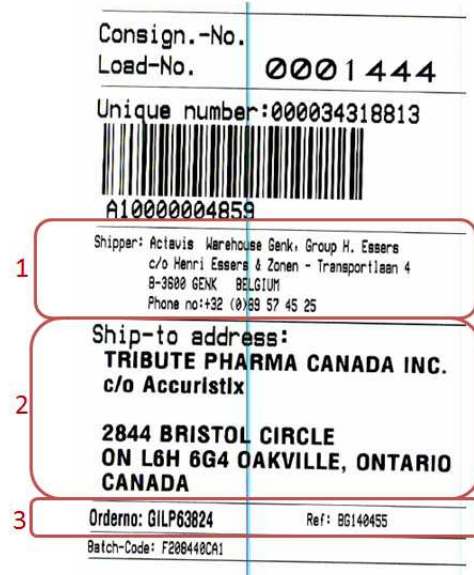 Consign.-No.
Load-No. 0001444
Unique number:000034318813
A10000004859
1
Shipper: Actavis Warehouse Genk, Group H. Essers
c/o Henri Essers & Zonen - Transportlaan 4
B-3600 GENK BELGIUM
Phone no:+32 (0)89 57 45 25
2
Ship-to address:
TRIBUTE PHARMA CANADA INC.
c/o Accuristix
2844 BRISTOL CIRCLE
ON L6H 6G4 OAKVILLE, ONTARIO
CANADA
3
Orderno: GILP63824 Ref: BG140455
Batch-Code: F208440CA1